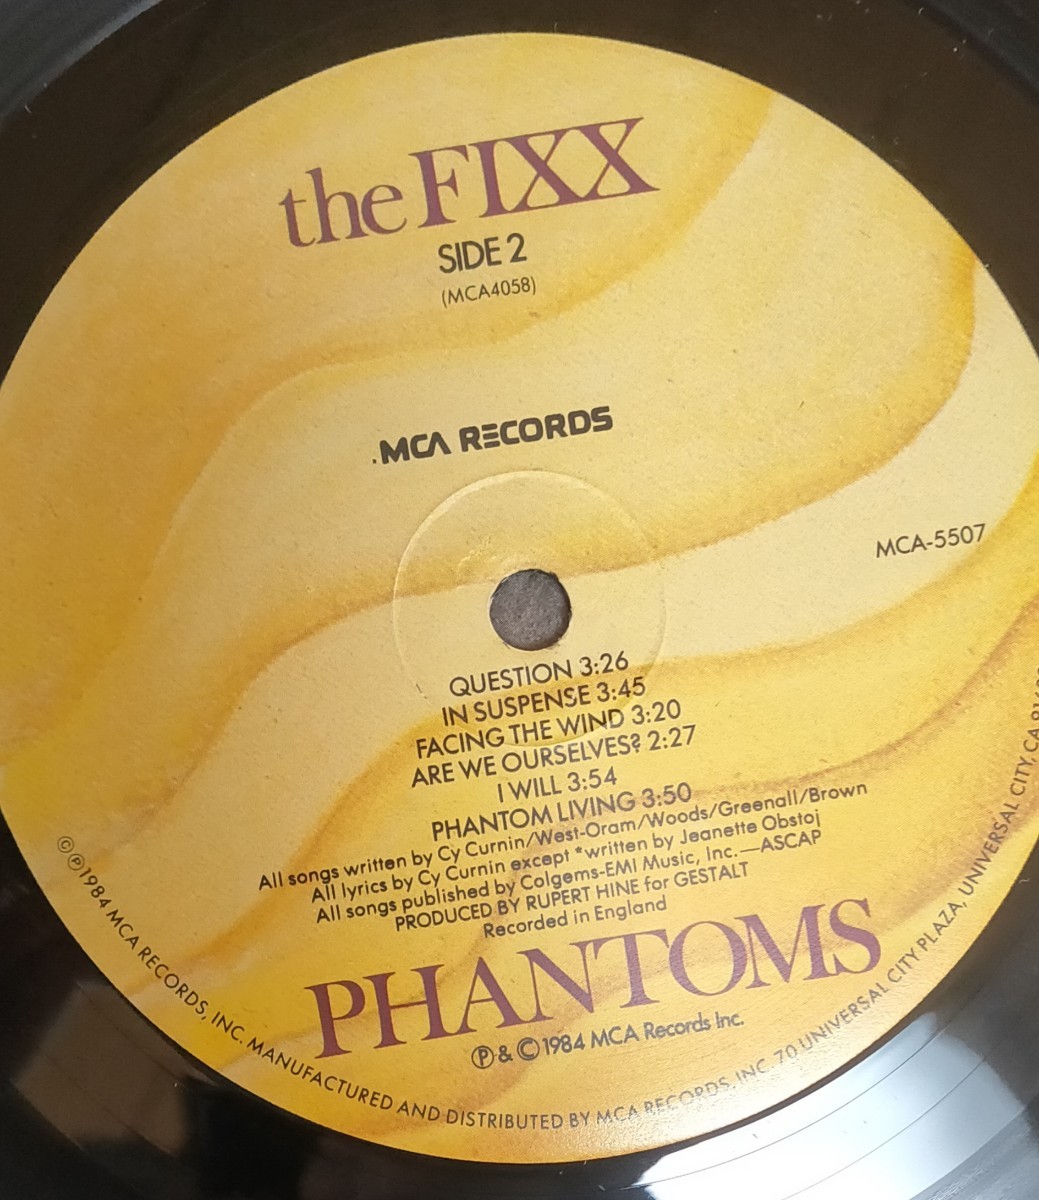 the FIXX
SIDE 2
(MCA4058)
.MCA RECORDS
MCA-5507
QUESTION 3:26
IN SUSPENSE 3:45
FACING THE WIND 3:20
ARE WE OURSELVES? 2:27
I WILL 3:54
PHANTOM LIVING 3:50
All songs written by Cy Curnin/West-Oram/Woods/Greenall/Brown
All lyrics by Cy Curnin except *written by Jeanette Obstoj
All songs published by Colgems-EMI Music, Inc.—ASCAP
PRODUCED BY RUPERT HINE for GESTALT
Recorded in England
PHANTOMS
Ⓟ & © 1984 MCA Records Inc.
©Ⓟ1984 MCA RECORDS, INC. MANUFACTURED AND DISTRIBUTED BY MCA RECORDS, INC. 70 UNIVERSAL CITY PLAZA, UNIVERSAL CITY, CA